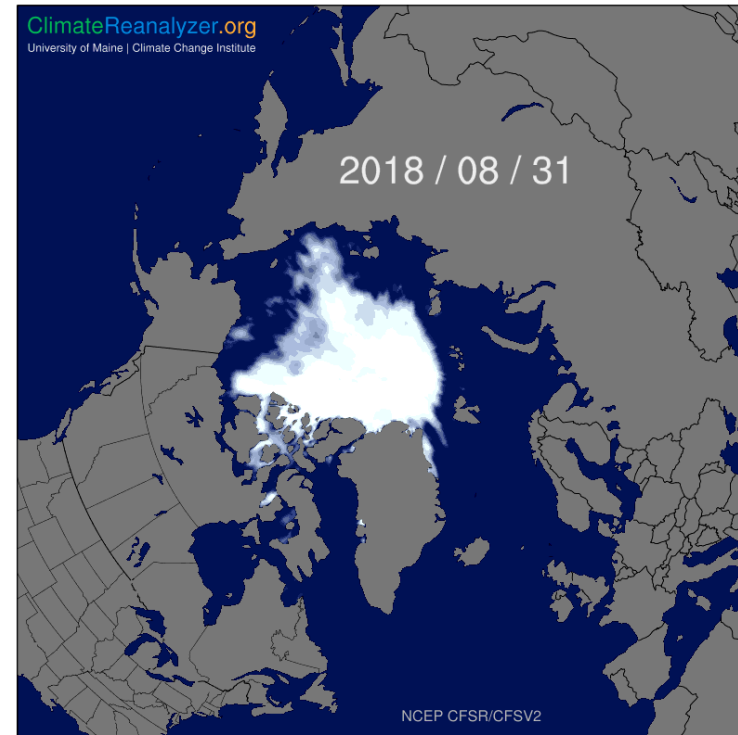 ClimateReanalyzer.org
University of Maine | Climate Change Institute
2018 / 08 / 31
NCEP CFSR/CFSV2